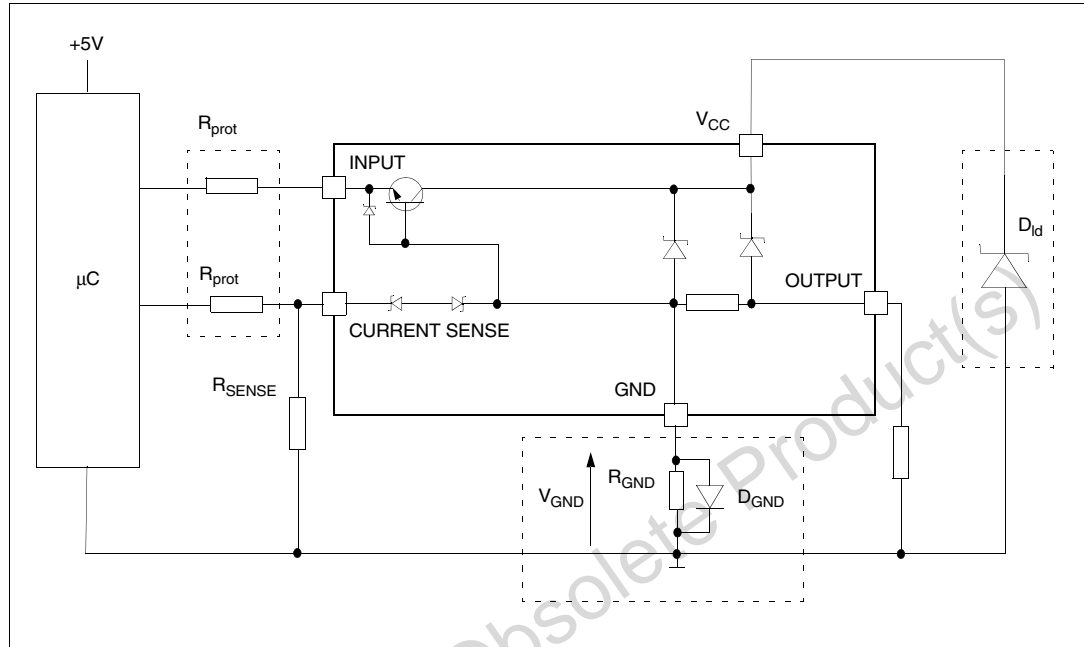 +5V
µC
Rprot
Rprot
RSENSE
INPUT
CURRENT SENSE
VCC
OUTPUT
GND
VGND
RGND
DGND
Dld
Obsolete Product(s)